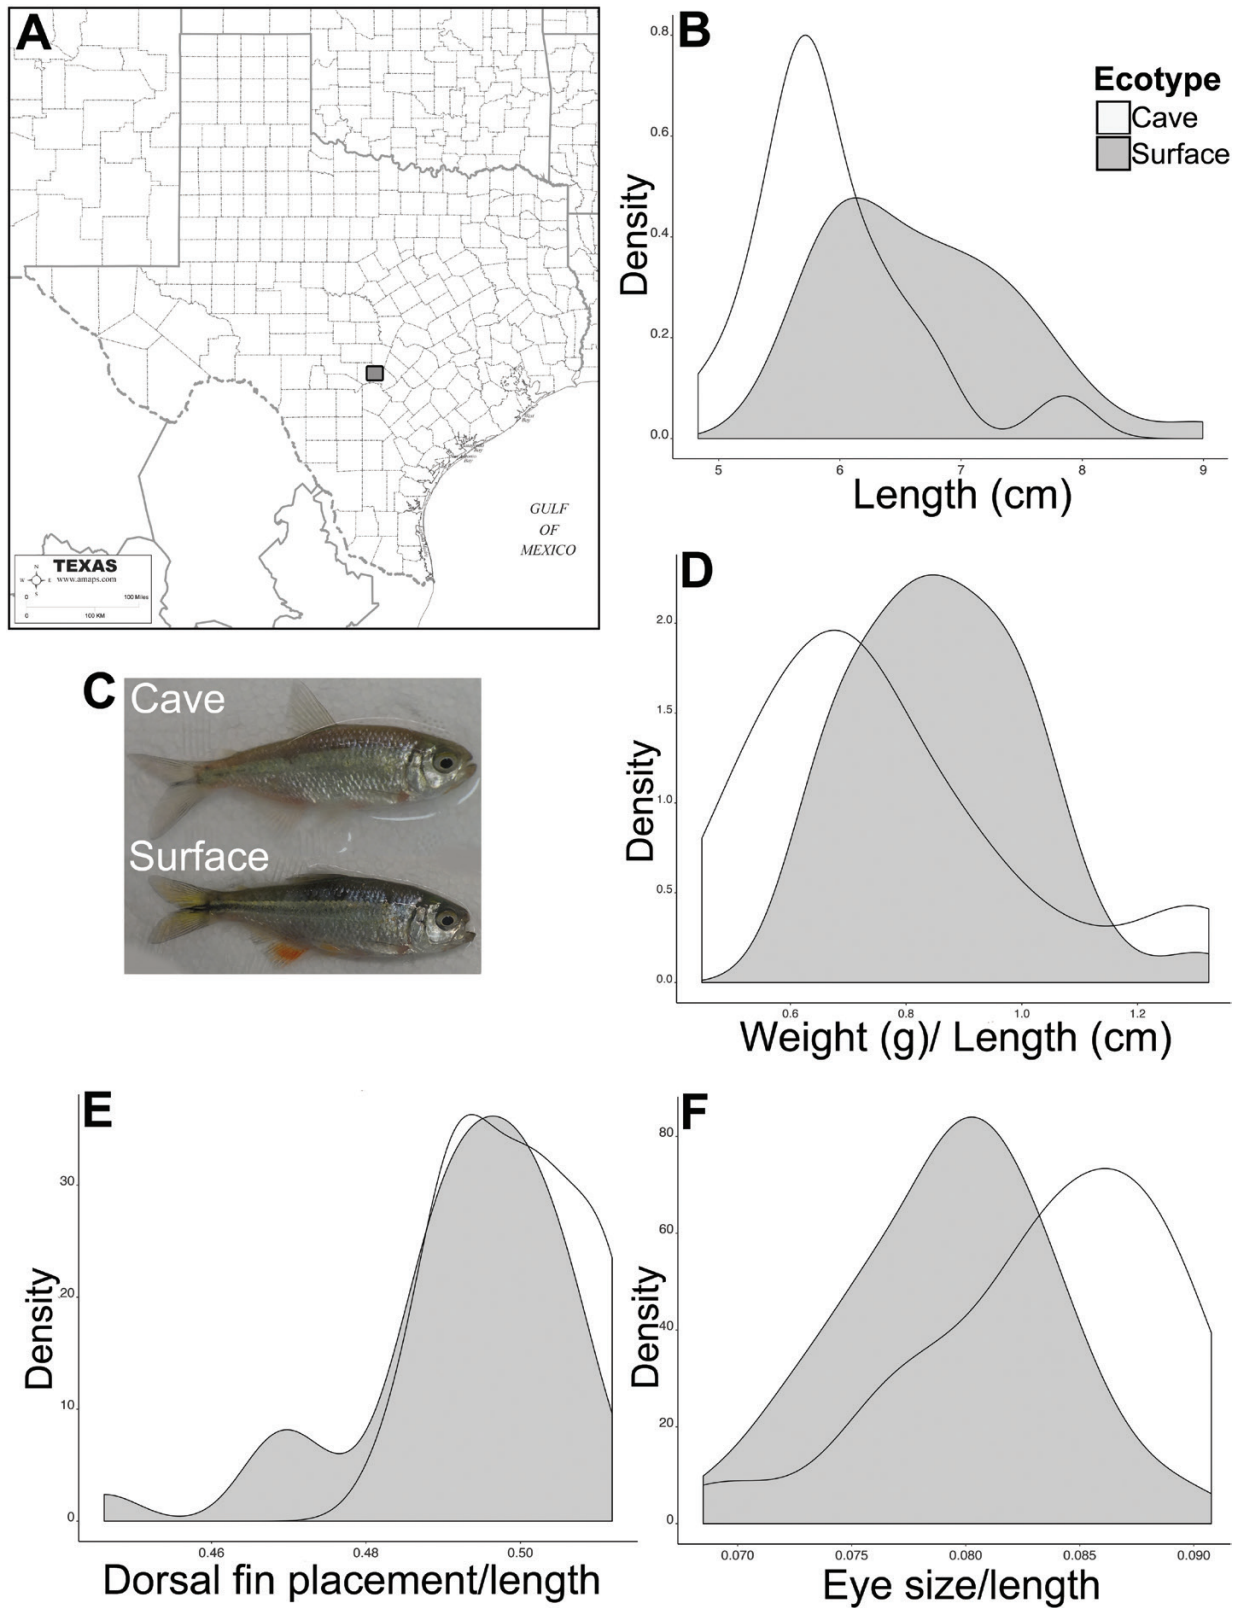 A
GULF
OF
MEXICO
TEXAS
www.amaps.com
N
W E
S
0 100 Miles
0 100 KM
B
Ecotype
Cave
Surface
Density
0.8
0.6
0.4
0.2
0.0
5 6 7 8 9
Length (cm)
C
Cave
Surface
D
Density
2.0
1.5
1.0
0.5
0.0
0.6 0.8 1.0 1.2
Weight (g)/ Length (cm)
E
Density
30
20
10
0
0.46 0.48 0.50
Dorsal fin placement/length
F
Density
80
60
40
20
0
0.070 0.075 0.080 0.085 0.090
Eye size/length